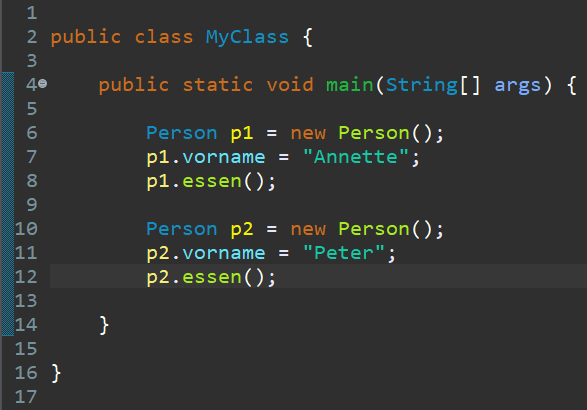 1
2 public class MyClass {
3
4 public static void main(String[] args) {
5
6 Person p1 = new Person();
7 p1.vorname = "Annette";
8 p1.essen();
9
10 Person p2 = new Person();
11 p2.vorname = "Peter";
12 p2.essen();
13
14 }
15
16 }
17